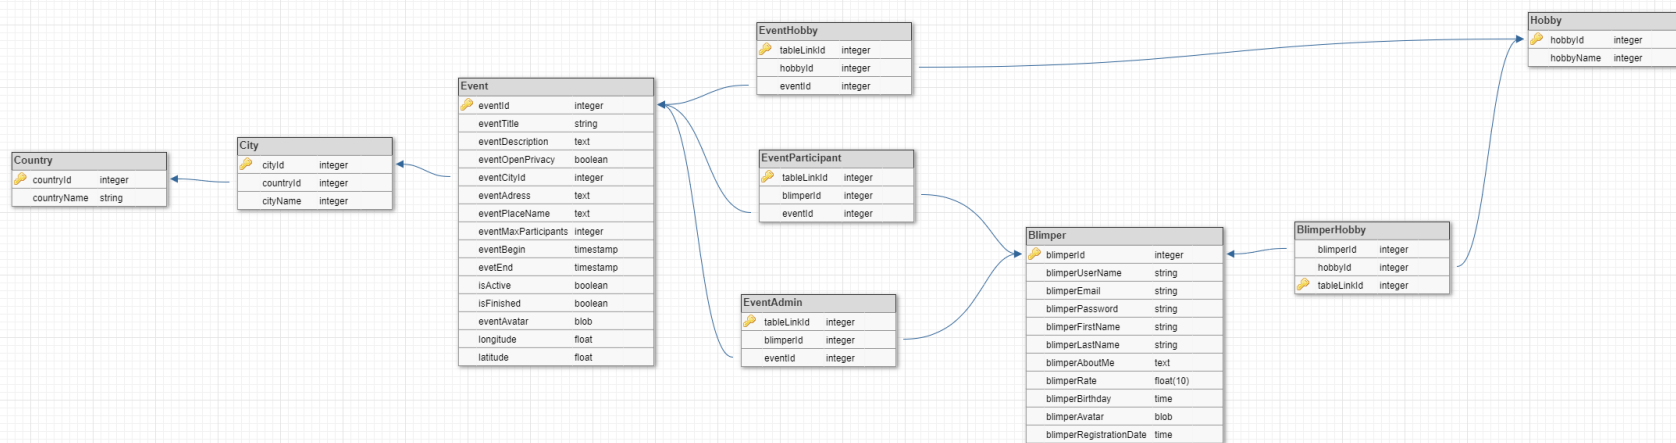 Country
countryId integer
countryName string
City
cityId integer
countryId integer
cityName integer
Event
eventId integer
eventTitle string
eventDescription text
eventOpenPrivacy boolean
eventCityId integer
eventAdress text
eventPlaceName text
eventMaxParticipants integer
eventBegin timestamp
evetEnd timestamp
isActive boolean
isFinished boolean
eventAvatar blob
longitude float
latitude float
EventHobby
tableLinkId integer
hobbyId integer
eventId integer
EventParticipant
tableLinkId integer
blimperId integer
eventId integer
EventAdmin
tableLinkId integer
blimperId integer
eventId integer
Blimper
blimperId integer
blimperUserName string
blimperEmail string
blimperPassword string
blimperFirstName string
blimperLastName string
blimperAboutMe text
blimperRate float(10)
blimperBirthday time
blimperAvatar blob
blimperRegistrationDate time
BlimperHobby
blimperId integer
hobbyId integer
tableLinkId integer
Hobby
hobbyId integer
hobbyName integer